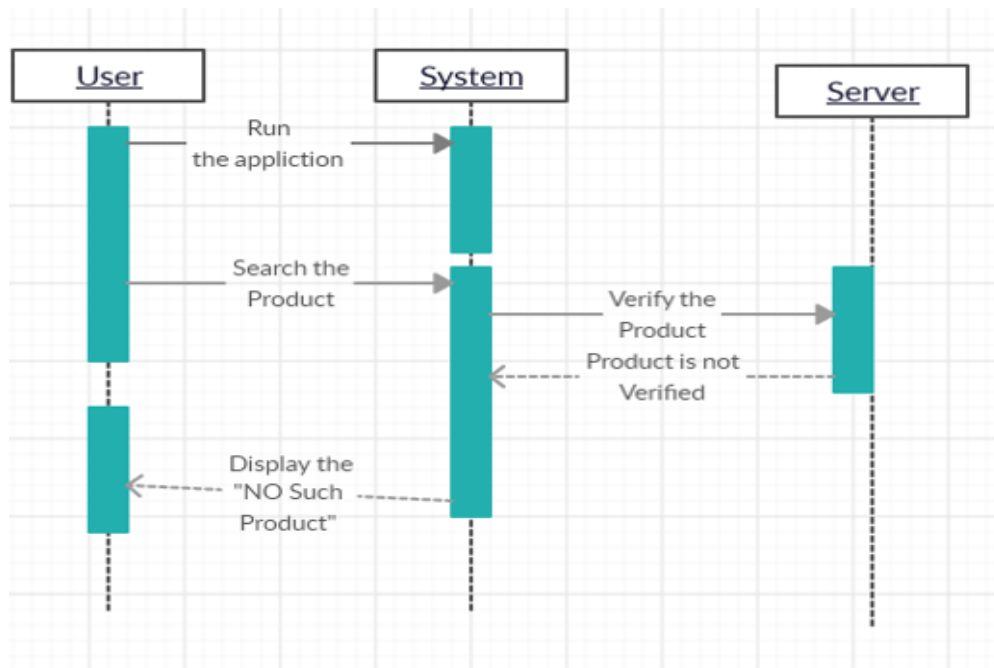 User
System
Server
Run
the appliction
Search the
Product
Verify the
Product
Product is not
Verified
Display the
"NO Such
Product"